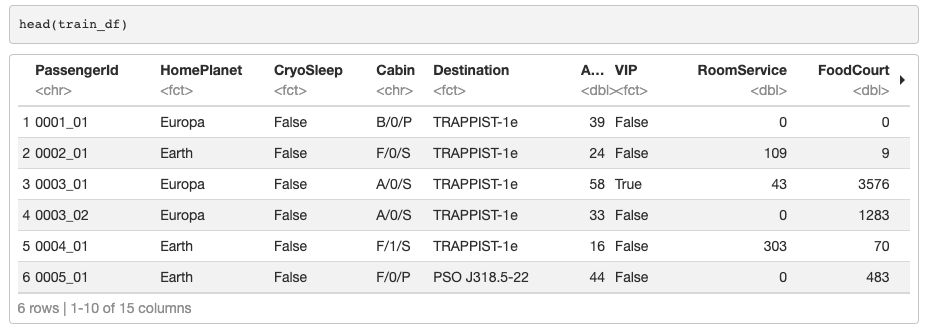 head(train_df)
PassengerId HomePlanet CryoSleep Cabin Destination A... VIP RoomService FoodCourt
<chr> <fct> <fct> <chr> <fct> <dbl> <fct> <dbl> <dbl>
1 0001_01 Europa False B/0/P TRAPPIST-1e 39 False 0 0
2 0002_01 Earth False F/0/S TRAPPIST-1e 24 False 109 9
3 0003_01 Europa False A/0/S TRAPPIST-1e 58 True 43 3576
4 0003_02 Europa False A/0/S TRAPPIST-1e 33 False 0 1283
5 0004_01 Earth False F/1/S TRAPPIST-1e 16 False 303 70
6 0005_01 Earth False F/0/P PSO J318.5-22 44 False 0 483
6 rows | 1-10 of 15 columns